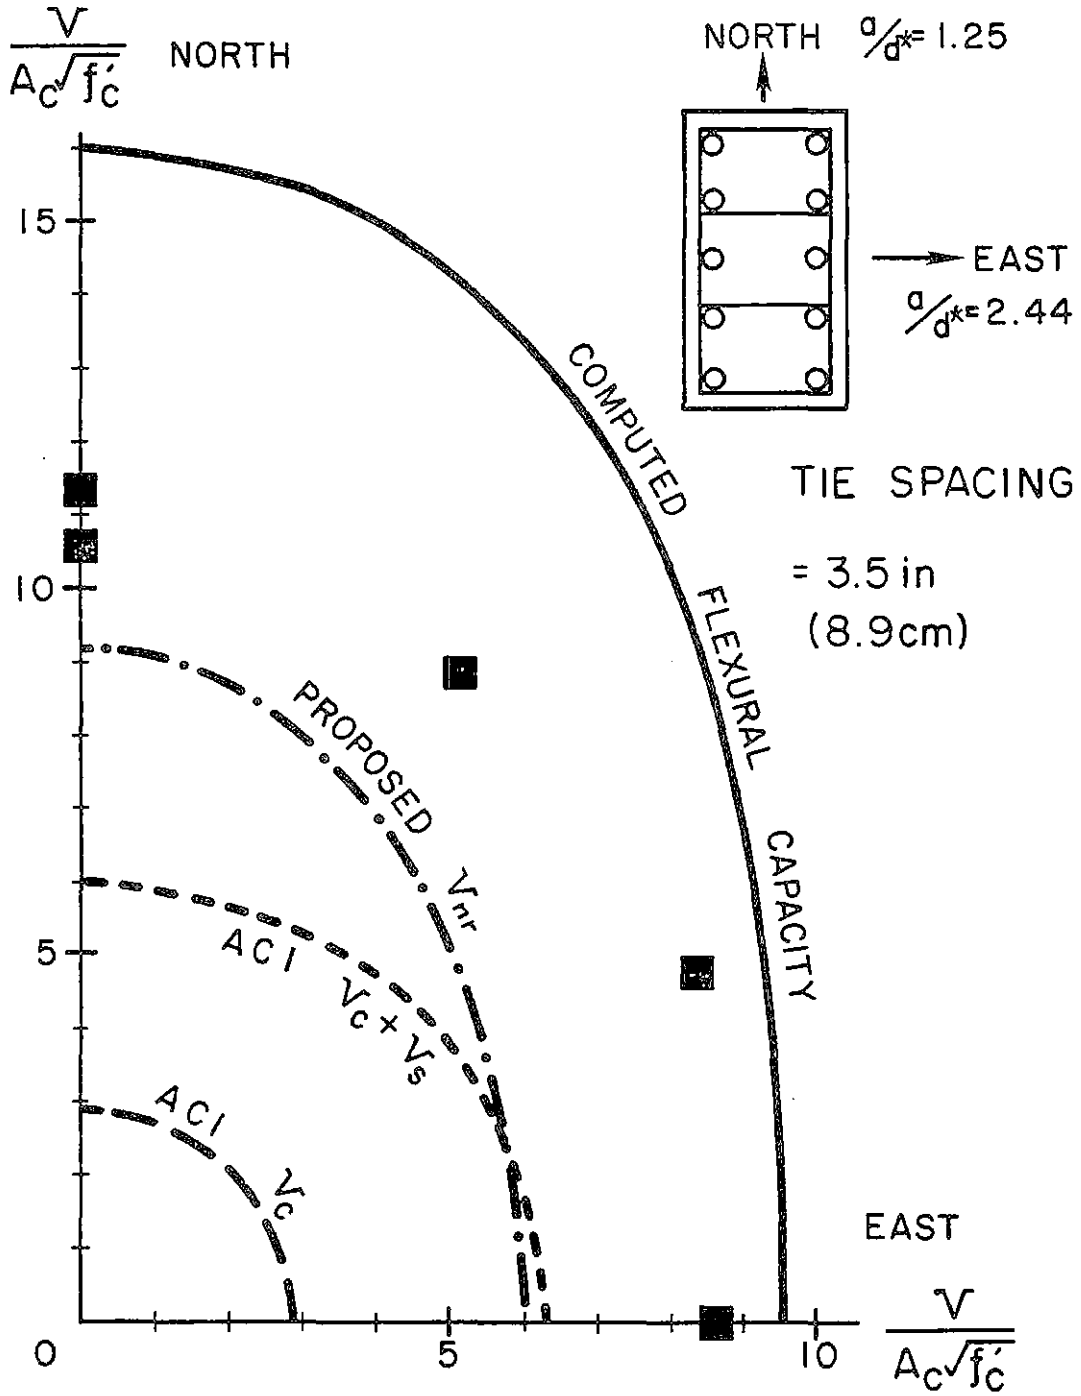 V
A_C√f'_C
NORTH
NORTH a/d*= 1.25
EAST
a/d*= 2.44
TIE SPACING
= 3.5 in
(8.9cm)
15
10
5
COMPUTED FLEXURAL CAPACITY
PROPOSED V_nr
ACI V_c + V_s
ACI V_c
EAST
V
A_C√f'_C
0
5
10